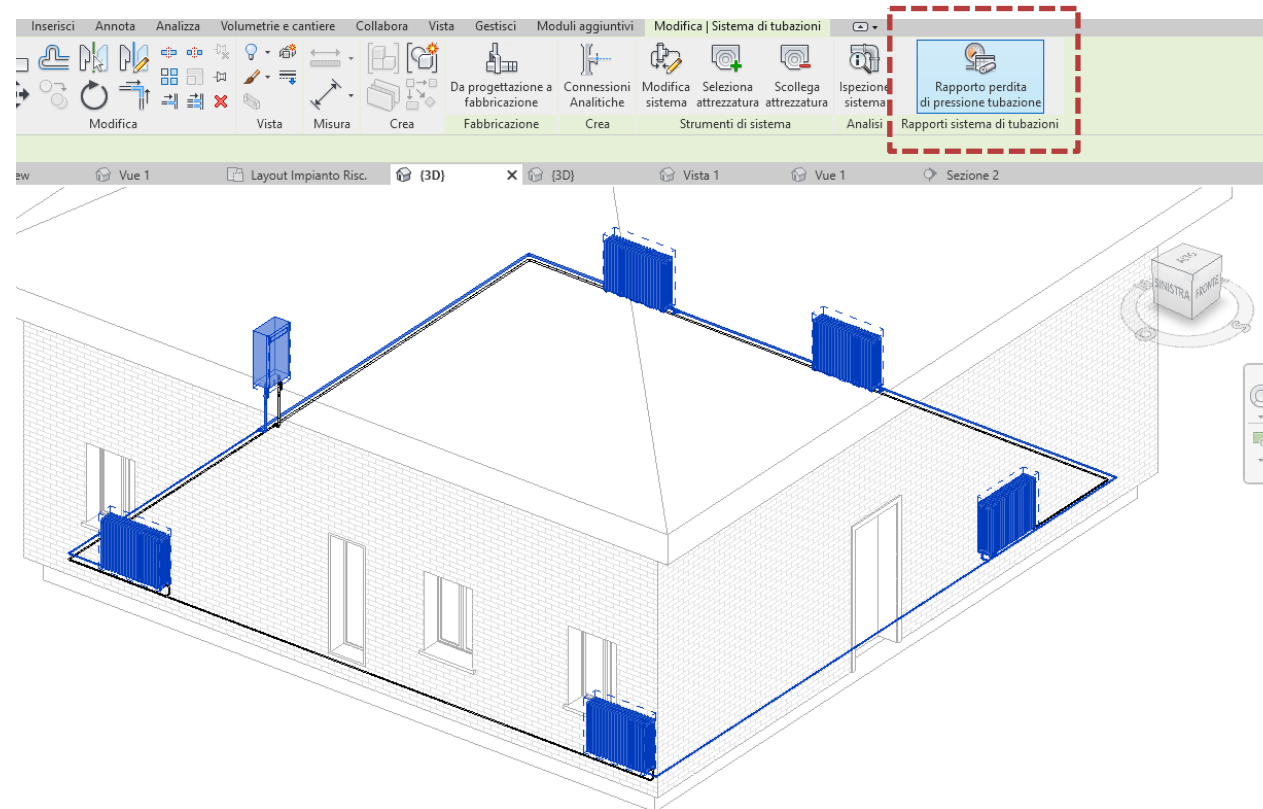 Inserisci Annota Analizza Volumetrie e cantiere Collabora Vista Gestisci Moduli aggiuntivi Modifica | Sistema di tubazioni
Da progettazione a fabbricazione
Connessioni Analitiche
Modifica sistema
Seleziona attrezzatura
Scollega attrezzatura
Ispezione sistema
Rapporto perdita di pressione tubazione
Modifica Vista Misura Crea Fabbricazione Crea Strumenti di sistema Analisi Rapporti sistema di tubazioni
ew Vue 1 Layout Impianto Risc. {3D} {3D} Vista 1 Vue 1 Sezione 2
ALTO
SINISTRA
FRONTE